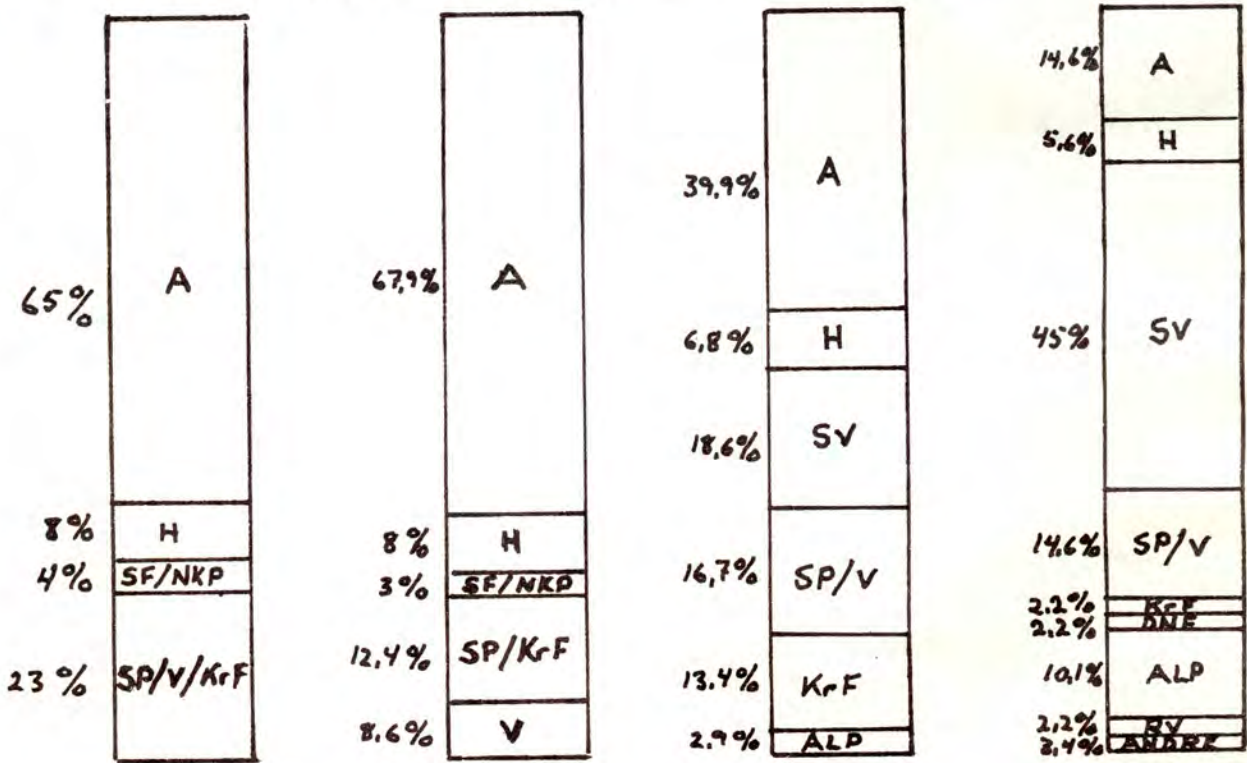 65% A
8% H
4% SF/NKP
23% SP/V/KrF
67,9% A
8% H
3% SF/NKP
12,4% SP/KrF
8,6% V
39,9% A
6,8% H
18,6% SV
16,7% SP/V
13,4% KrF
2,9% ALP
14,6% A
5,6% H
45% SV
14,6% SP/V
2,2% KrF
2,2% DNF
10,1% ALP
2,2% RV
3,4% ANDRE